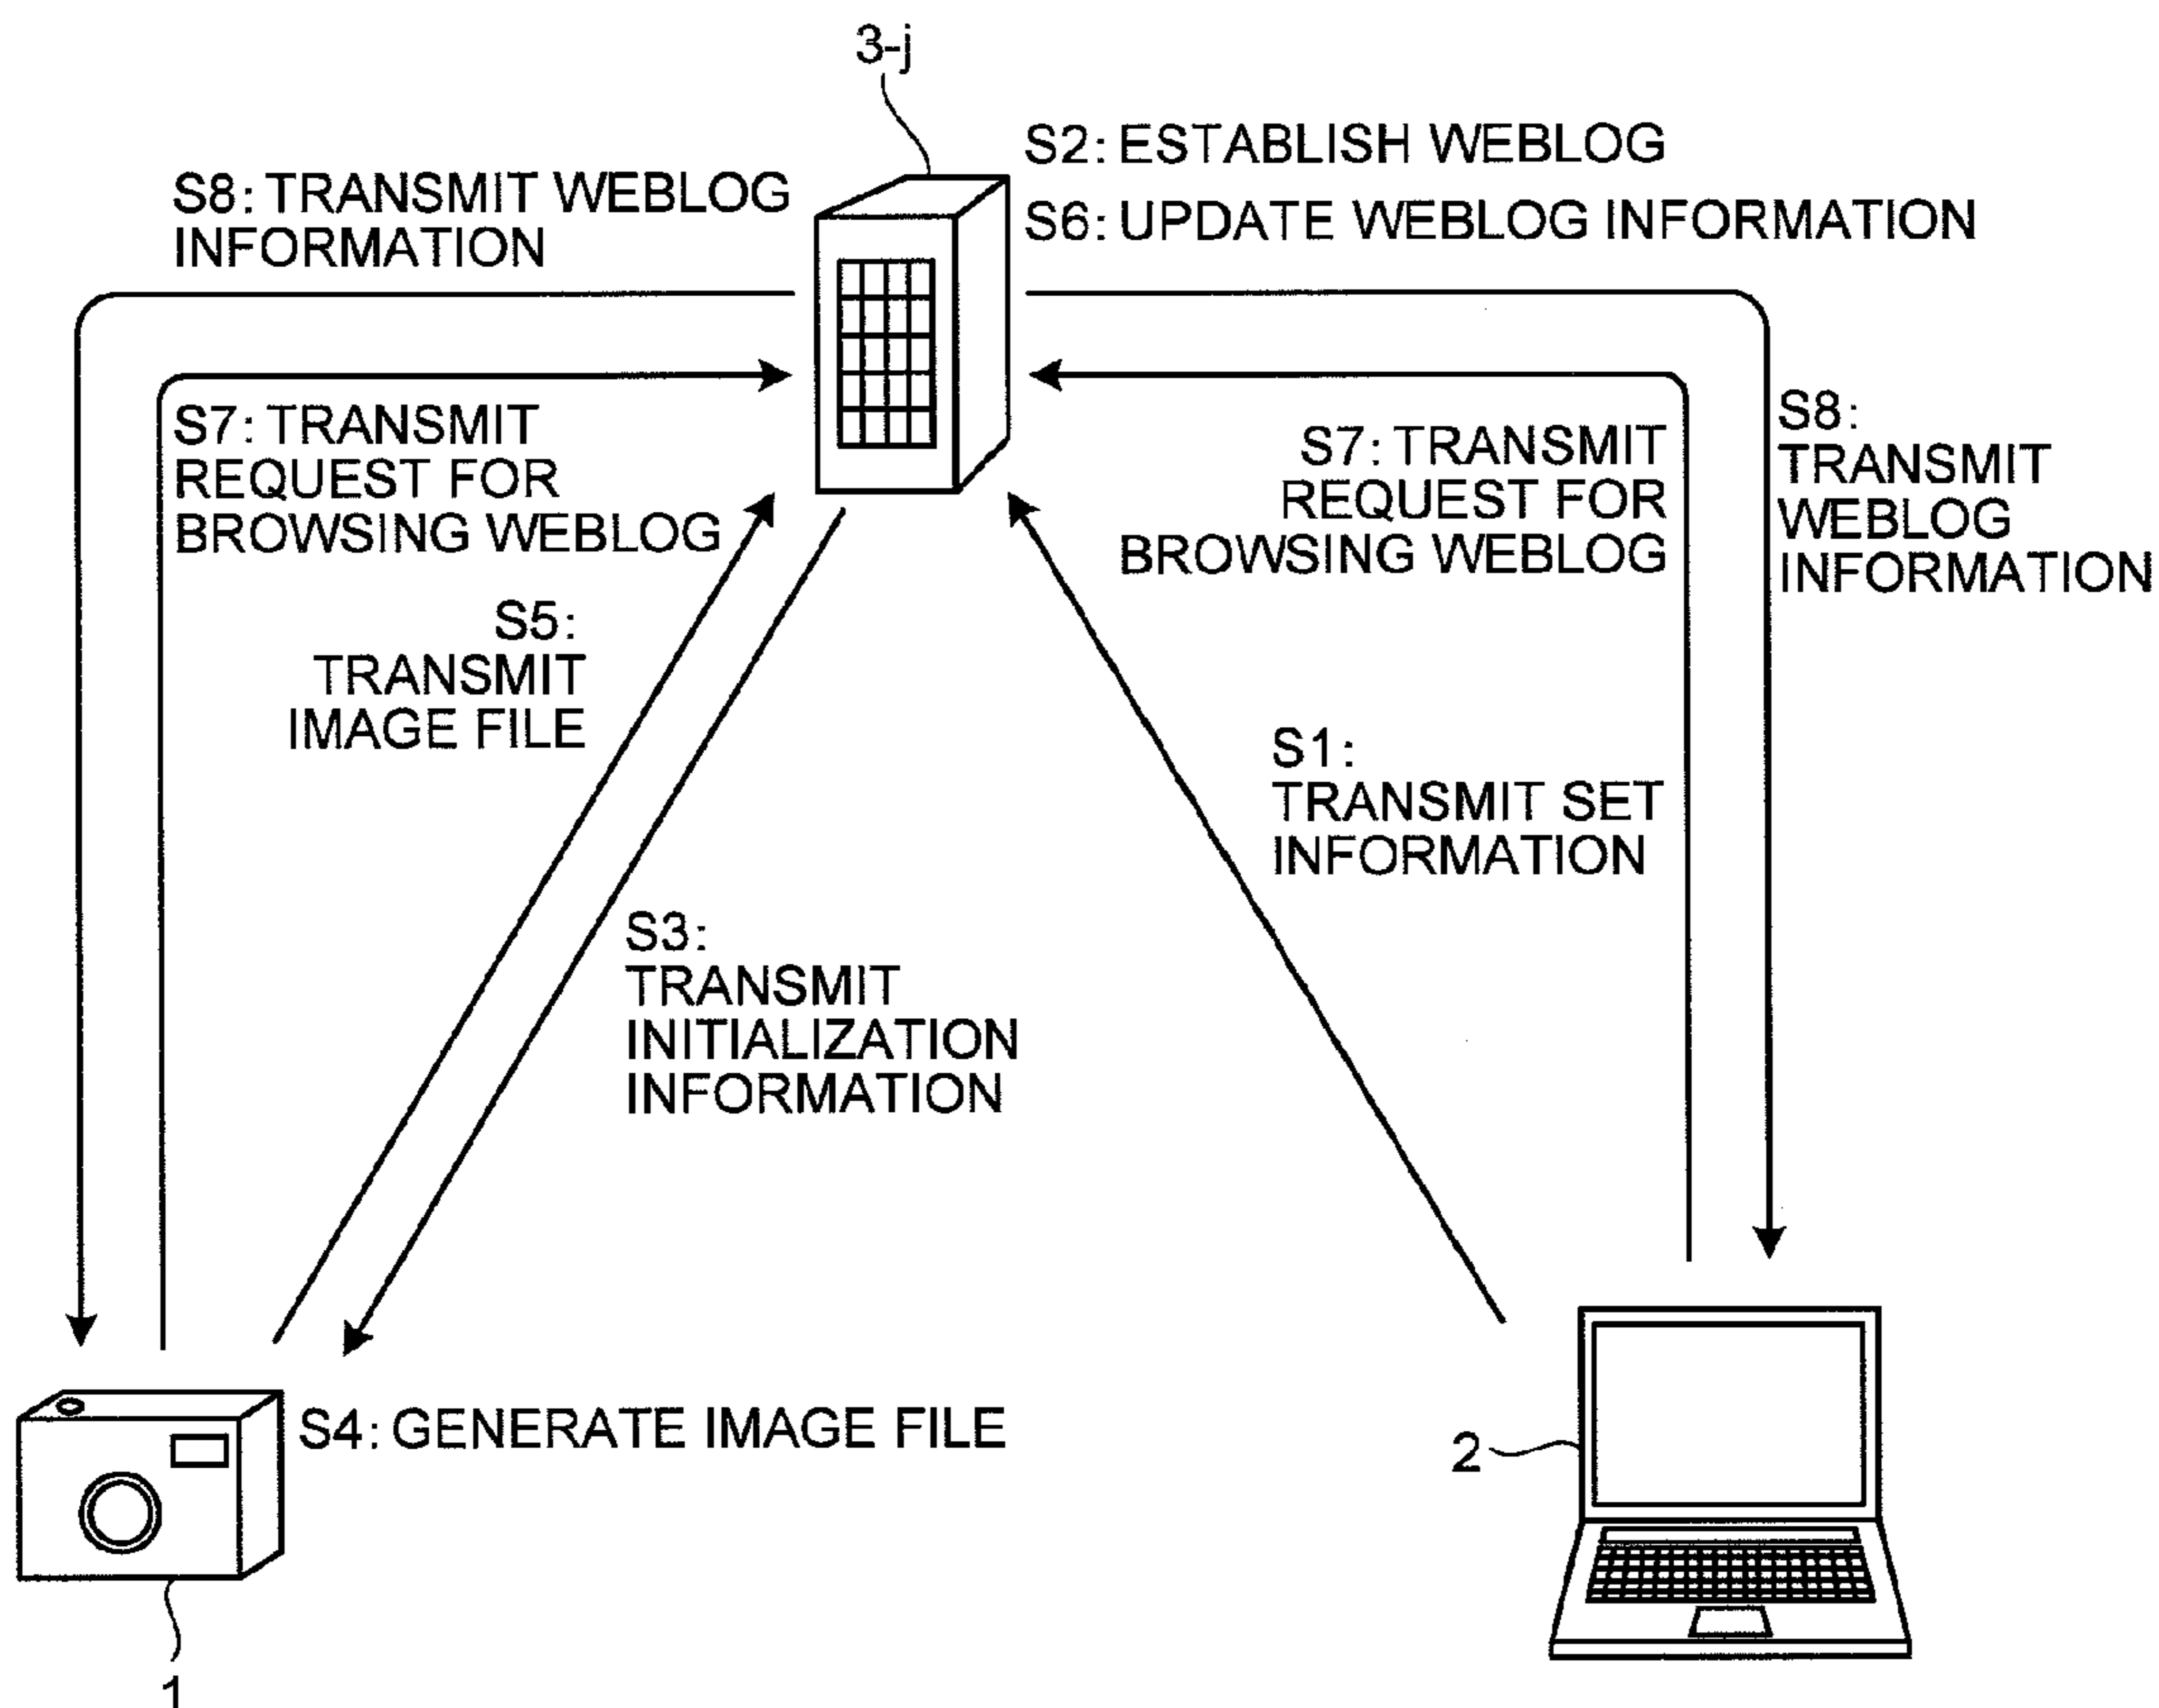 3-j
S2: ESTABLISH WEBLOG
S6: UPDATE WEBLOG INFORMATION
S8: TRANSMIT WEBLOG
INFORMATION
S7: TRANSMIT
REQUEST FOR
BROWSING WEBLOG
S7: TRANSMIT
REQUEST FOR
BROWSING WEBLOG
S8:
TRANSMIT
WEBLOG
INFORMATION
S5:
TRANSMIT
IMAGE FILE
S1:
TRANSMIT SET
INFORMATION
S3:
TRANSMIT
INITIALIZATION
INFORMATION
S4: GENERATE IMAGE FILE
2
1